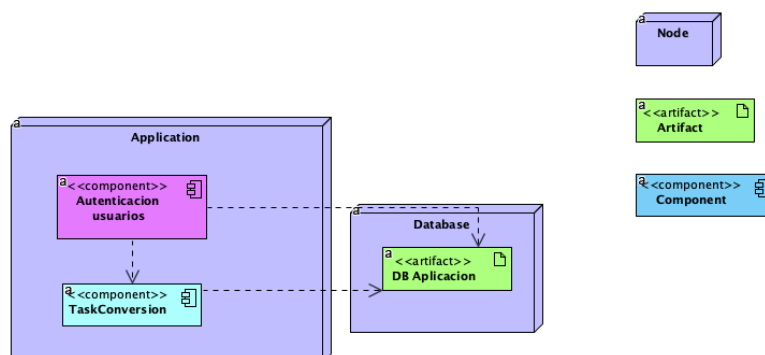 a
Application
a
<<component>>
Autenticacion
usuarios
a
<<component>>
TaskConversion
a
Database
a
<<artifact>>
DB Aplicacion
a
Node
a
<<artifact>>
Artifact
a
<<component>>
Component